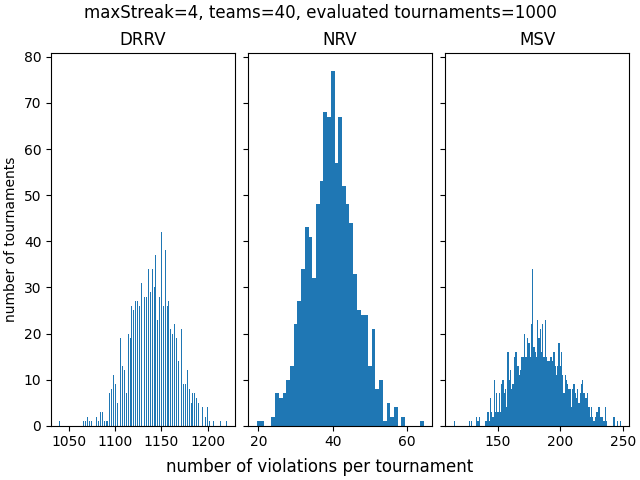 maxStreak=4, teams=40, evaluated tournaments=1000
DRRV NRV MSV
number of tournaments
80
70
60
50
40
30
20
10
0
1050 1100 1150 1200 20 40 60 150 200 250
number of violations per tournament